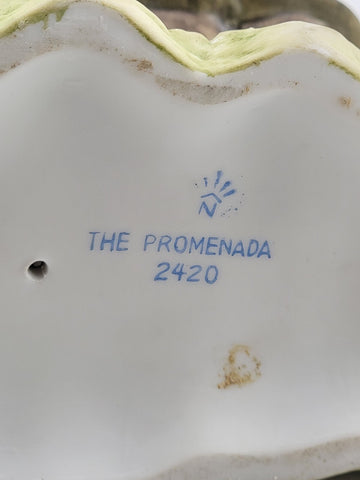 N
THE PROMENADA
2420